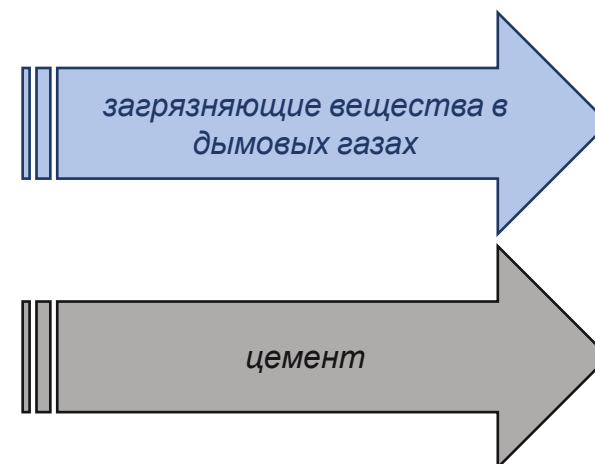 загрязняющие вещества в
дымовых газах
цемент